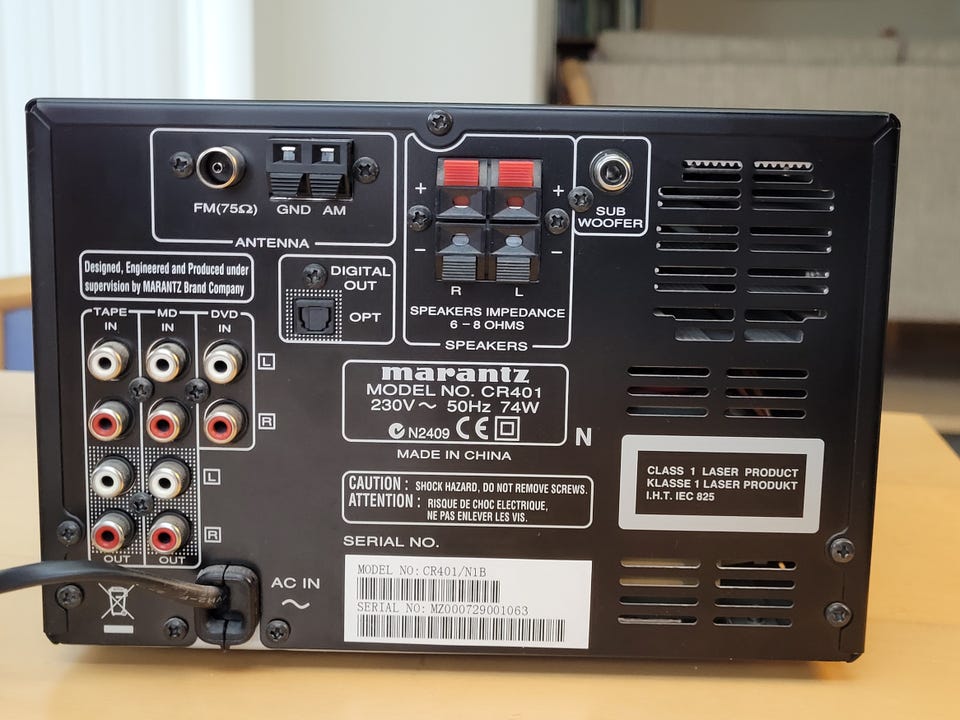 FM(75Ω) GND AM
ANTENNA
+ +
- -
R L
SPEAKERS IMPEDANCE
6 - 8 OHMS
SPEAKERS
SUB
WOOFER
Designed, Engineered and Produced under
supervision by MARANTZ Brand Company
DIGITAL
OUT
OPT
TAPE MD DVD
IN IN IN
L
R
L
R
OUT OUT
marantz
MODEL NO. CR401
230V ~ 50Hz 74W
N2409 CE
N
MADE IN CHINA
CAUTION : SHOCK HAZARD, DO NOT REMOVE SCREWS.
ATTENTION : RISQUE DE CHOC ELECTRIQUE,
NE PAS ENLEVER LES VIS.
CLASS 1 LASER PRODUCT
KLASSE 1 LASER PRODUKT
I.H.T. IEC 825
SERIAL NO.
MODEL NO:CR401/N1B
SERIAL NO: MZ000729001063
AC IN
~